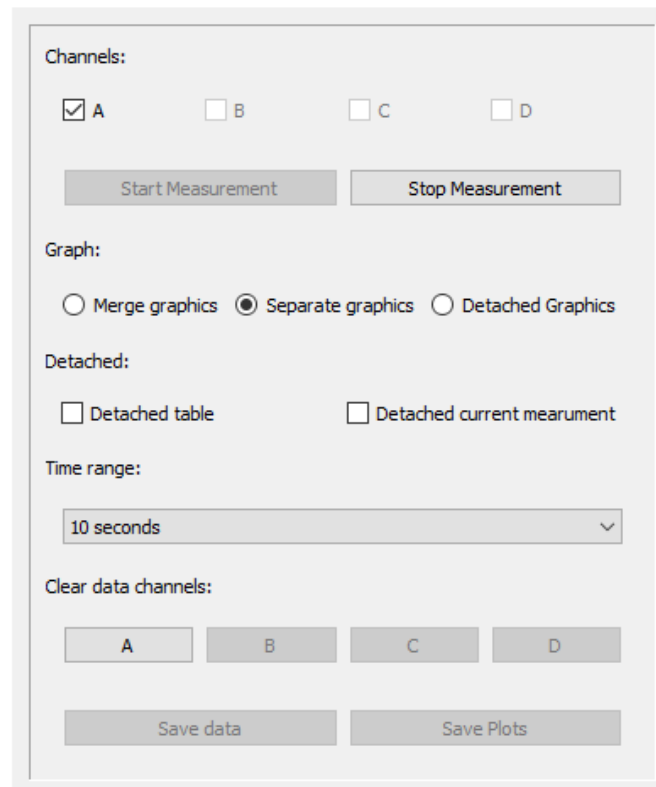 Channels:
A B C D
Start Measurement Stop Measurement
Graph:
Merge graphics Separate graphics Detached Graphics
Detached:
Detached table Detached current mearument
Time range:
10 seconds
Clear data channels:
A B C D
Save data Save Plots